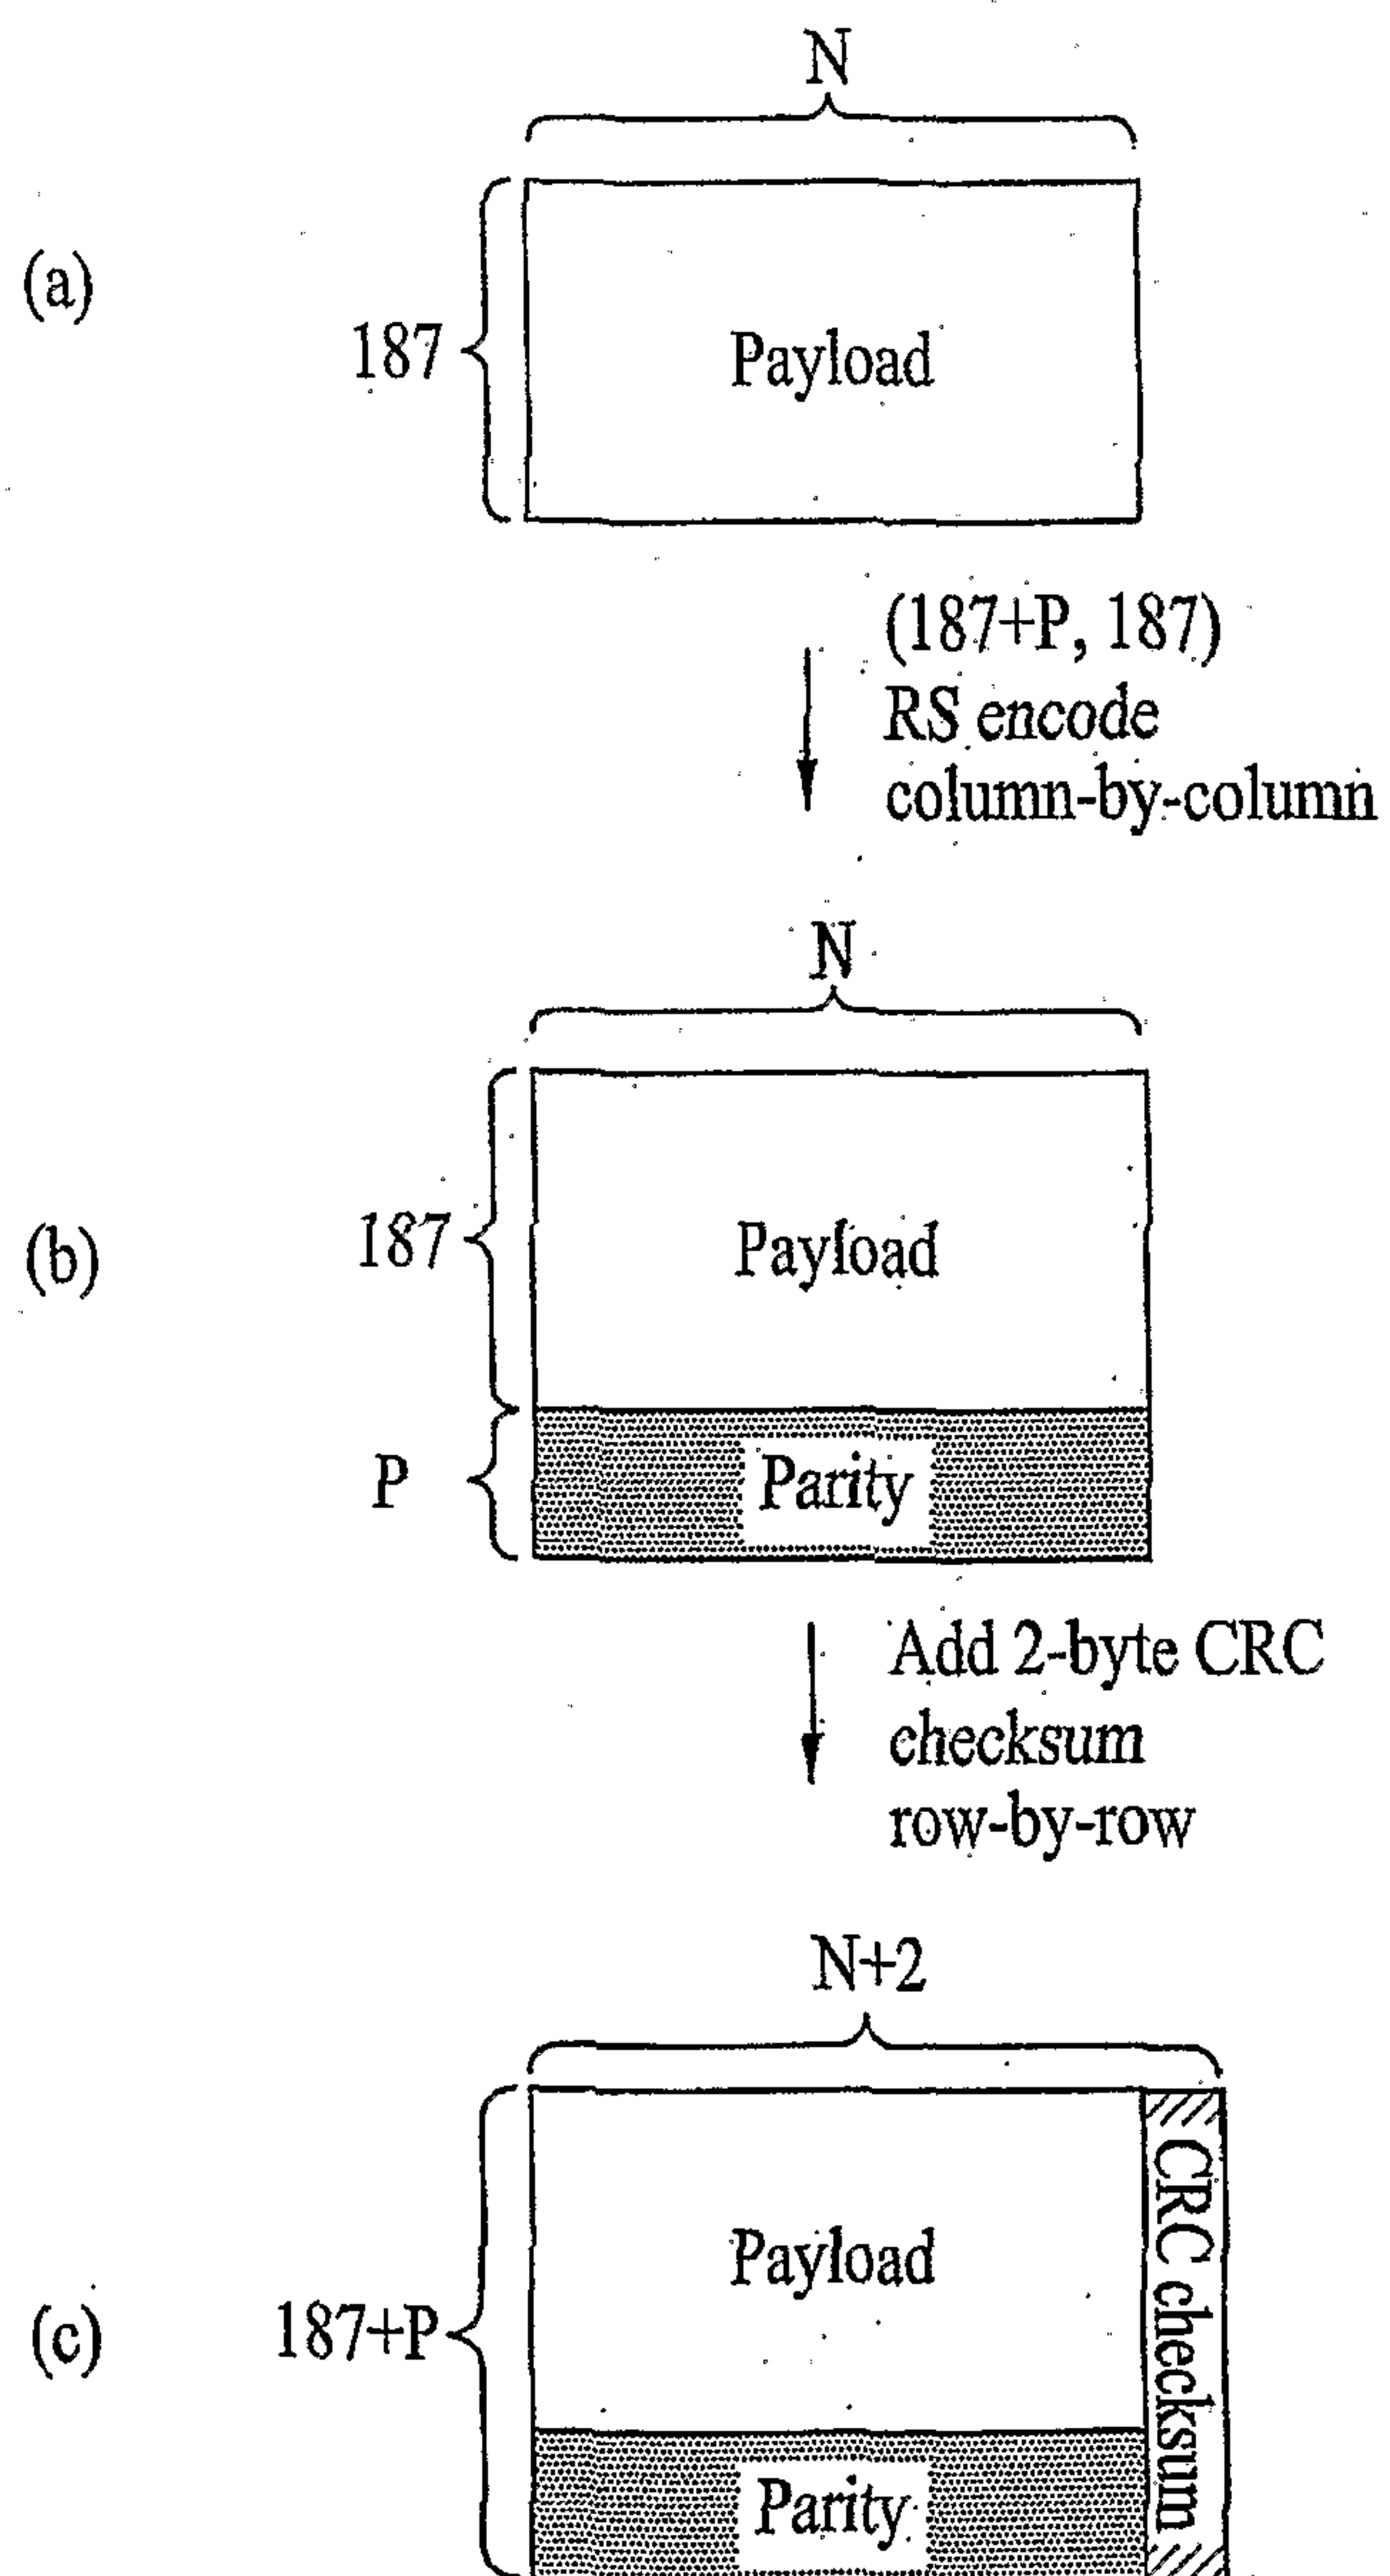 N
(a)
187
Payload
(187+P, 187)
RS encode
column-by-column
N
(b)
187
Payload
P
Parity
Add 2-byte CRC
checksum
row-by-row
N+2
(c)
187+P
Payload
CRC checksum
Parity